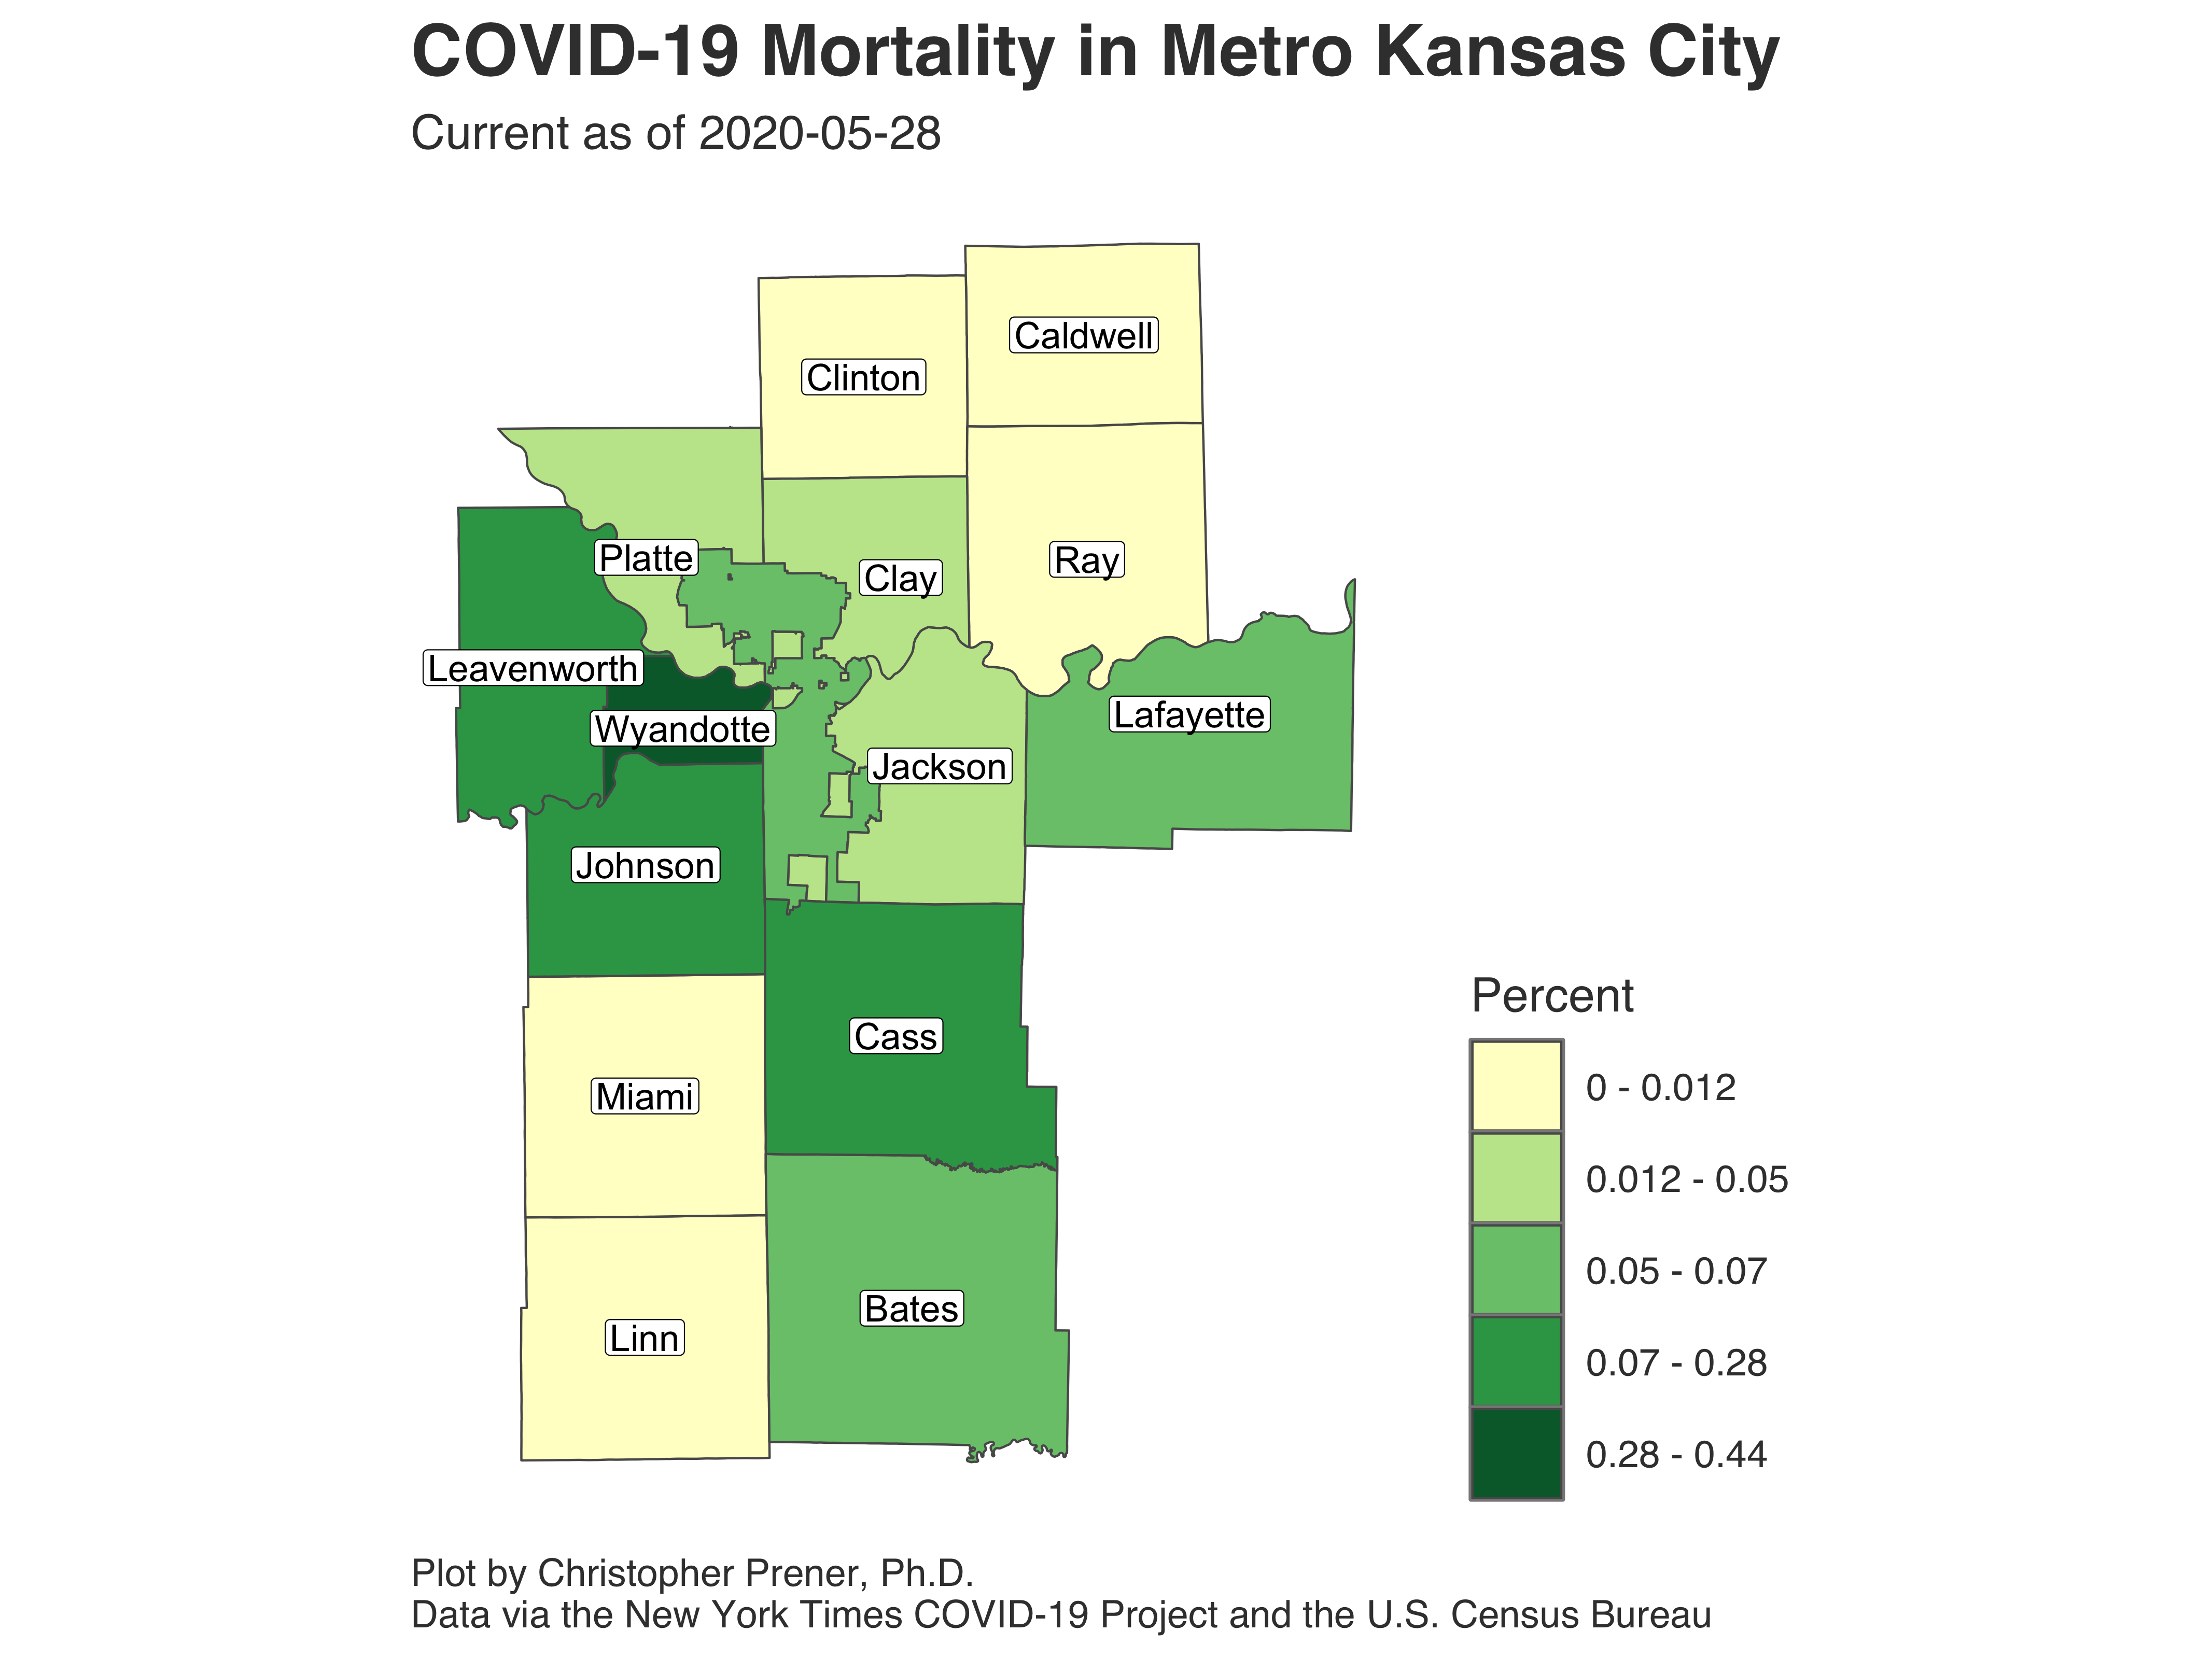 COVID-19 Mortality in Metro Kansas City
Current as of 2020-05-28
Caldwell
Clinton
Platte
Clay
Ray
Leavenworth
Wyandotte
Lafayette
Jackson
Johnson
Cass
Miami
Bates
Linn
Percent
0 - 0.012
0.012 - 0.05
0.05 - 0.07
0.07 - 0.28
0.28 - 0.44
Plot by Christopher Prener, Ph.D.
Data via the New York Times COVID-19 Project and the U.S. Census Bureau